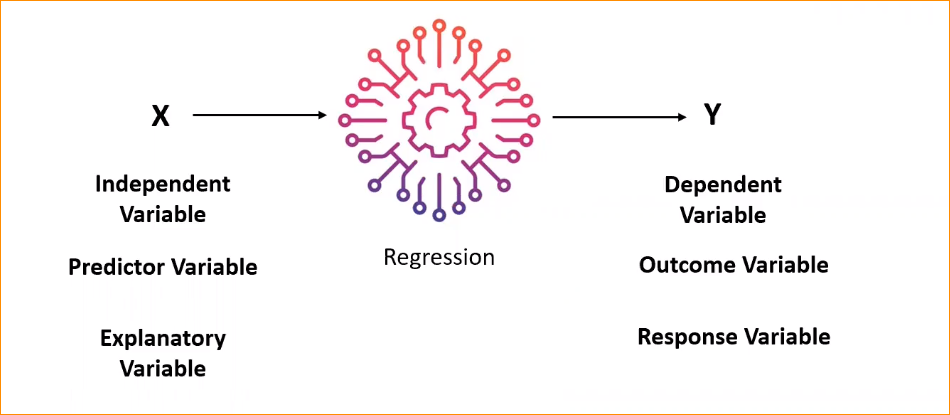 X
Y
Independent
Variable
Predictor Variable
Explanatory
Variable
Regression
Dependent
Variable
Outcome Variable
Response Variable